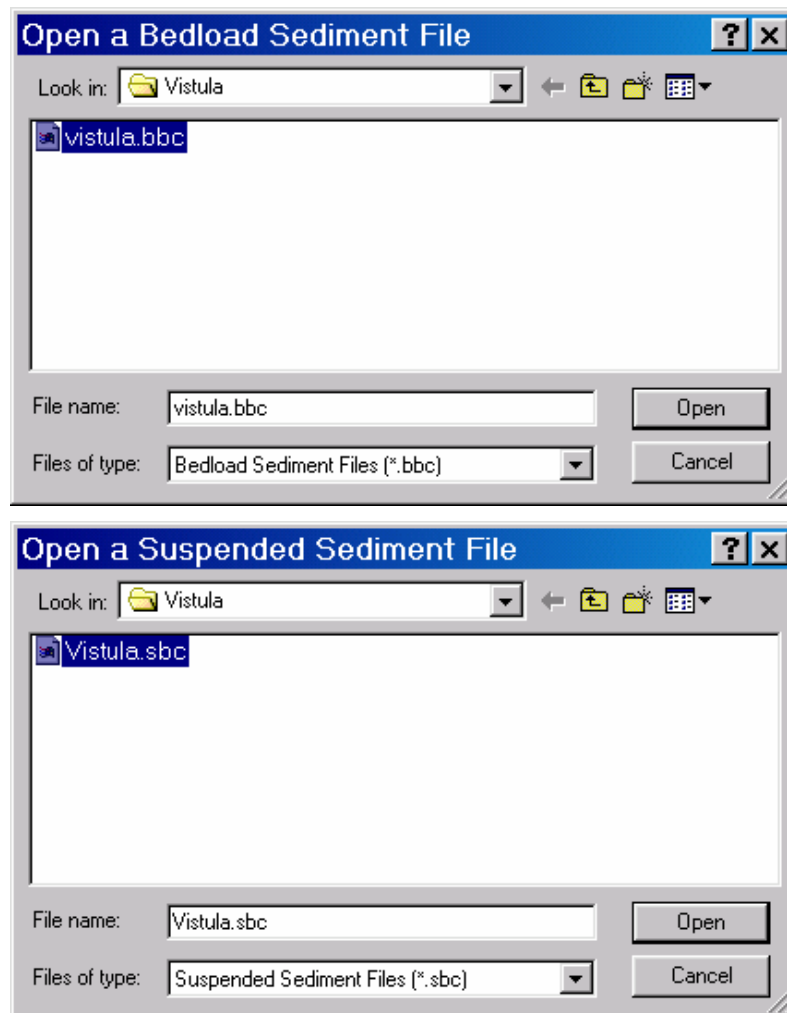 Open a Bedload Sediment File
Look in: Vistula
vistula.bbc
File name: vistula.bbc Open
Files of type: Bedload Sediment Files (*.bbc) Cancel
Open a Suspended Sediment File
Look in: Vistula
Vistula.sbc
File name: Vistula.sbc Open
Files of type: Suspended Sediment Files (*.sbc) Cancel